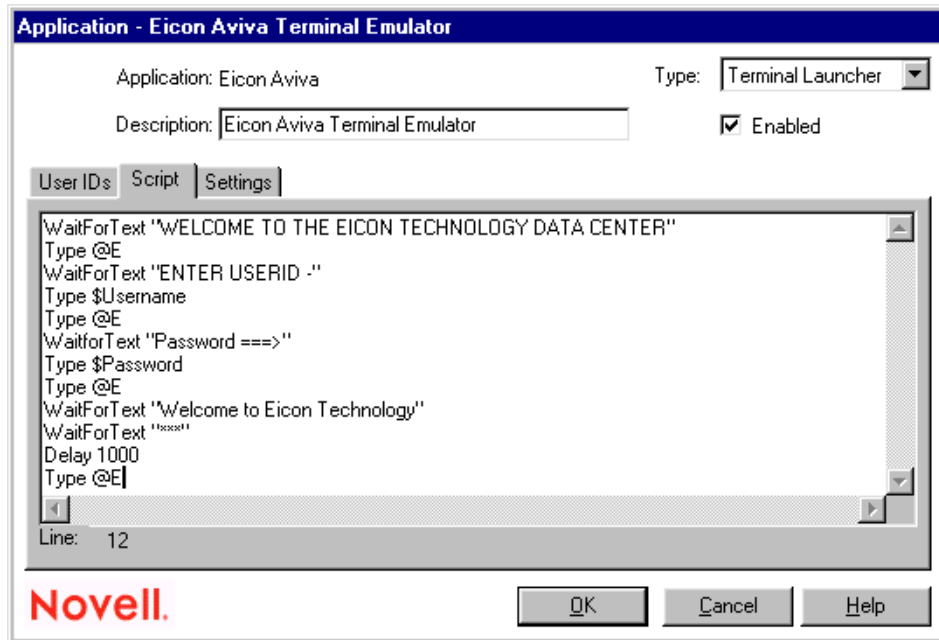 Application - Eicon Aviva Terminal Emulator
Application: Eicon Aviva Type: Terminal Launcher
Description: Eicon Aviva Terminal Emulator Enabled
User IDs Script Settings
WaitForText "WELCOME TO THE EICON TECHNOLOGY DATA CENTER"
Type @E
WaitForText "ENTER USERID -"
Type $Username
Type @E
WaitforText "Password ===>"
Type $Password
Type @E
WaitForText "Welcome to Eicon Technology"
WaitForText "***"
Delay 1000
Type @E
Line: 12
Novell.
OK Cancel Help